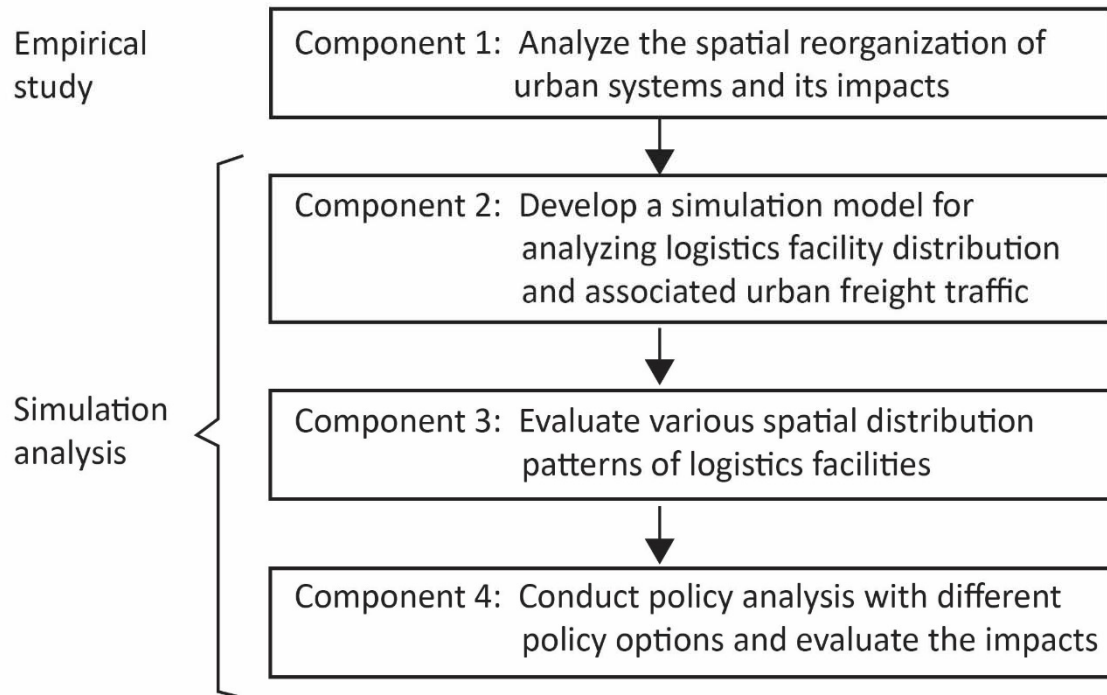 Empirical
study
Component 1: Analyze the spatial reorganization of
urban systems and its impacts
Component 2: Develop a simulation model for
analyzing logistics facility distribution
and associated urban freight traffic
Simulation
analysis
Component 3: Evaluate various spatial distribution
patterns of logistics facilities
Component 4: Conduct policy analysis with different
policy options and evaluate the impacts